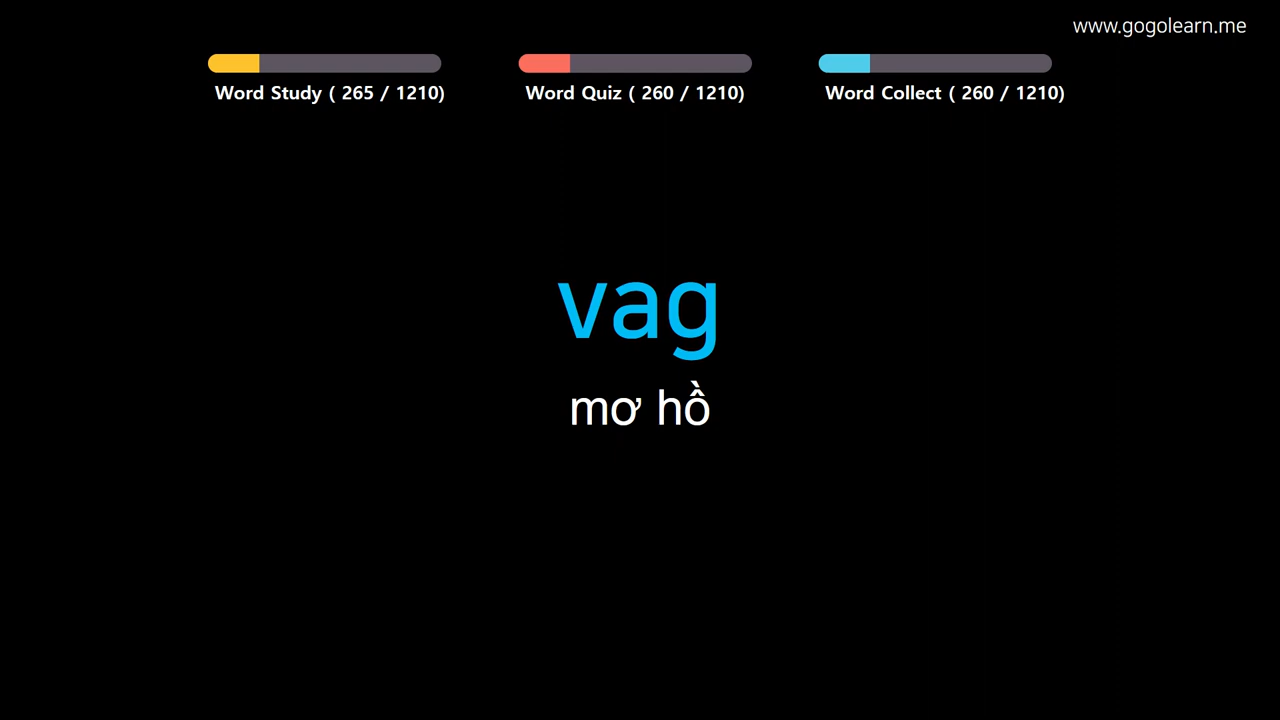 www.gogolearn.me
Word Study ( 265 / 1210)
Word Quiz ( 260 / 1210)
Word Collect ( 260 / 1210)
vag
mơ hồ